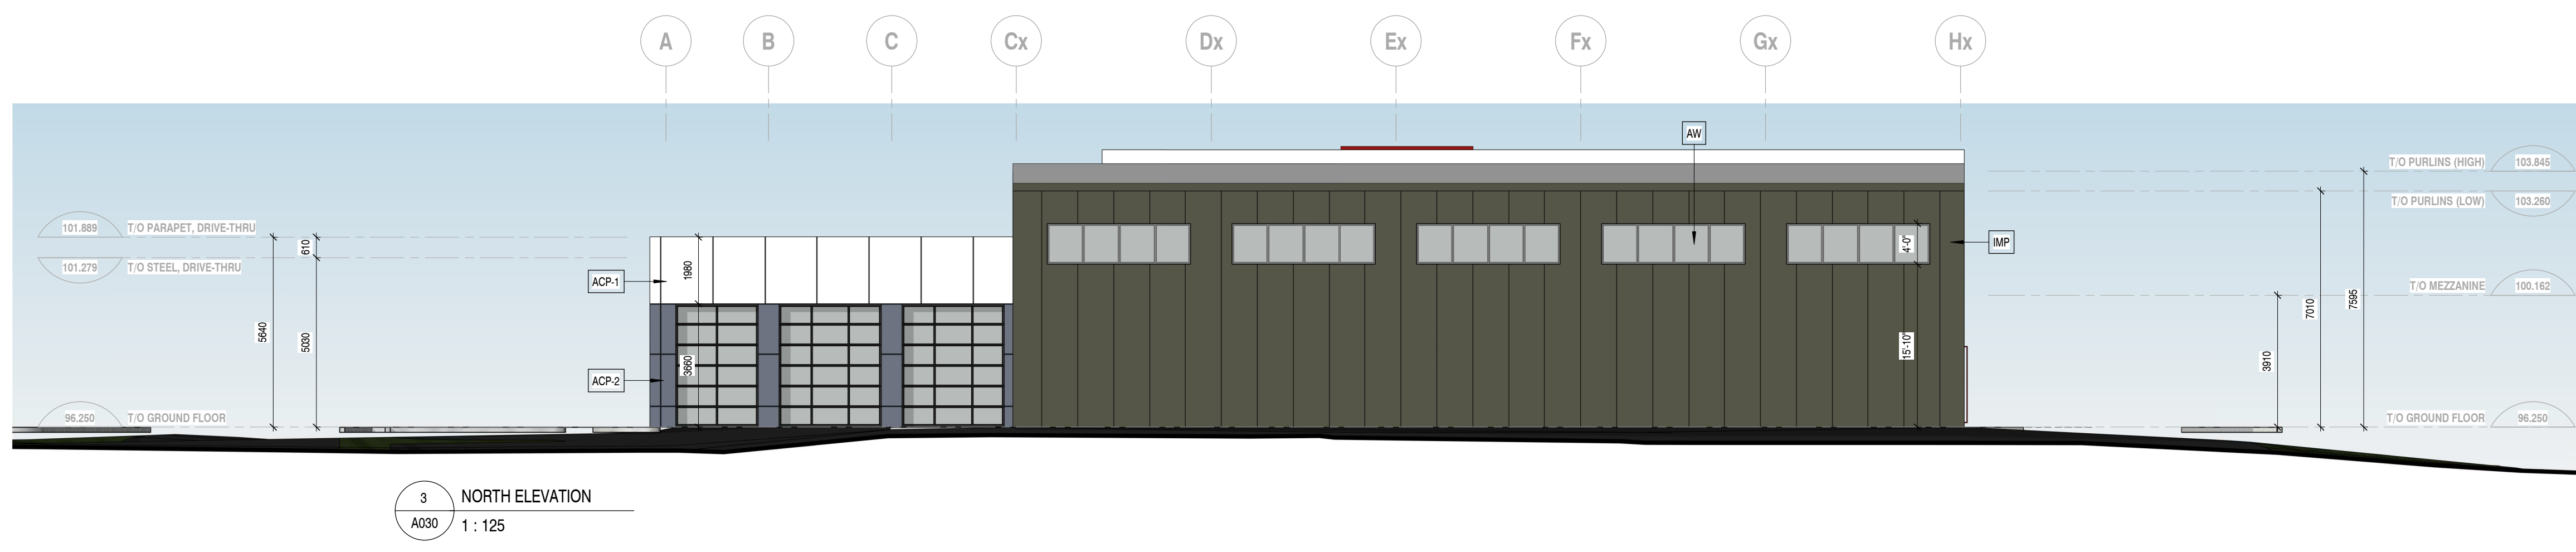 A B C Cx Dx Ex Fx Gx Hx
AW
T/O PURLINS (HIGH) 103.845
T/O PURLINS (LOW) 103.260
101.889 T/O PARAPET, DRIVE-THRU
610
101.279 T/O STEEL, DRIVE-THRU
4'-0"
IMP
1980
ACP-1
T/O MEZZANINE 100.162
7595
7010
5640
5030
15'-10"
3910
3660
ACP-2
96.250 T/O GROUND FLOOR
T/O GROUND FLOOR 96.250
3 NORTH ELEVATION
A030 1 : 125